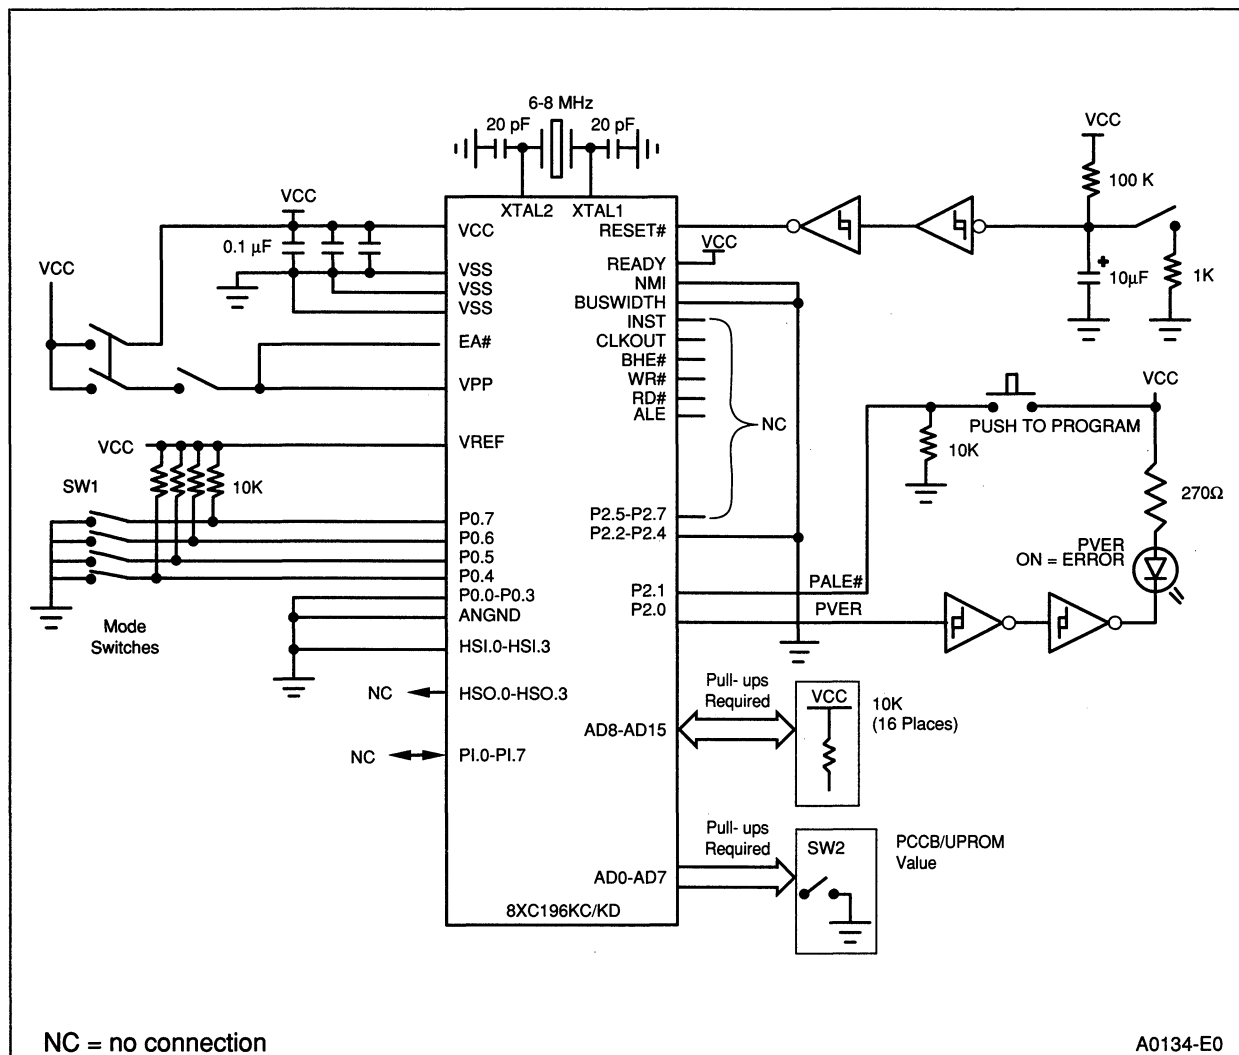 6-8 MHz
20 pF
20 pF
VCC
100 K
VCC
XTAL2
XTAL1
VCC
RESET#
VCC
0.1 µF
READY
VCC
VSS
NMI
10µF
1K
VSS
BUSWIDTH
VSS
INST
EA#
CLKOUT
BHE#
VPP
WR#
RD#
ALE
NC
VCC
PUSH TO PROGRAM
VCC
VREF
10K
SW1
10K
270Ω
P0.7
P2.5-P2.7
P0.6
P2.2-P2.4
P0.5
PVER
ON = ERROR
P0.4
PALE#
P0.0-P0.3
P2.1
ANGND
P2.0
PVER
Mode
Switches
HSI.0-HSI.3
NC
HSO.0-HSO.3
Pull- ups
Required
VCC
10K
(16 Places)
AD8-AD15
NC
PI.0-PI.7
Pull- ups
Required
SW2
PCCB/UPROM
Value
AD0-AD7
8XC196KC/KD
NC = no connection
A0134-E0